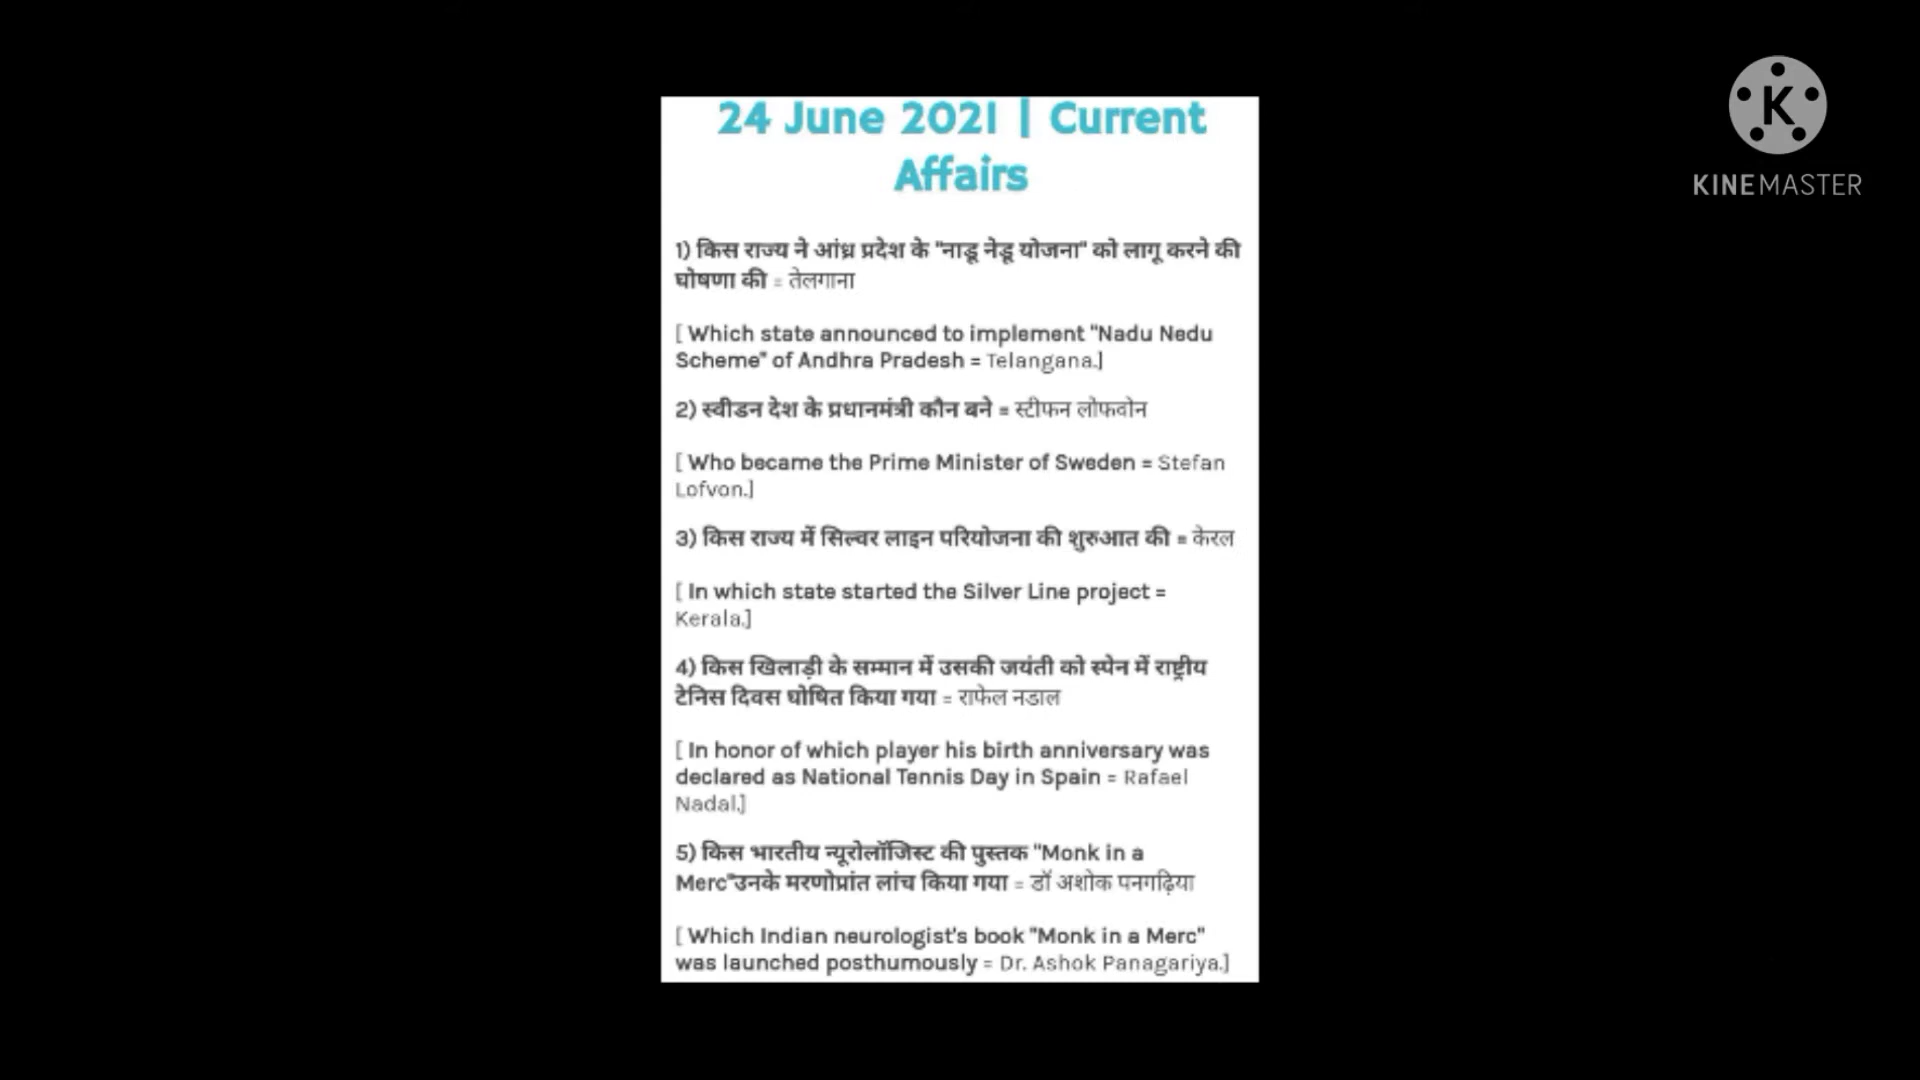 24 June 2021 | Current
Affairs
KINEMASTER
1) किस राज्य ने आंध्र प्रदेश के "नाडू नेडू योजना" को लागू करने की
घोषणा की = तेलगाना
[ Which state announced to implement "Nadu Nedu
Scheme" of Andhra Pradesh = Telangana.]
2) स्वीडन देश के प्रधानमंत्री कौन बने = स्टीफन लोफवोन
[ Who became the Prime Minister of Sweden = Stefan
Lofvon.]
3) किस राज्य में सिल्वर लाइन परियोजना की शुरुआत की = केरल
[ In which state started the Silver Line project =
Kerala.]
4) किस खिलाड़ी के सम्मान में उसकी जयंती को स्पेन में राष्ट्रीय
टेनिस दिवस घोषित किया गया = राफेल नडाल
[ In honor of which player his birth anniversary was
declared as National Tennis Day in Spain = Rafael
Nadal.]
5) किस भारतीय न्यूरोलॉजिस्ट की पुस्तक "Monk in a
Merc"उनके मरणोप्रांत लांच किया गया = डॉ अशोक पनगढ़िया
[ Which Indian neurologist's book "Monk in a Merc"
was launched posthumously = Dr. Ashok Panagariya.]